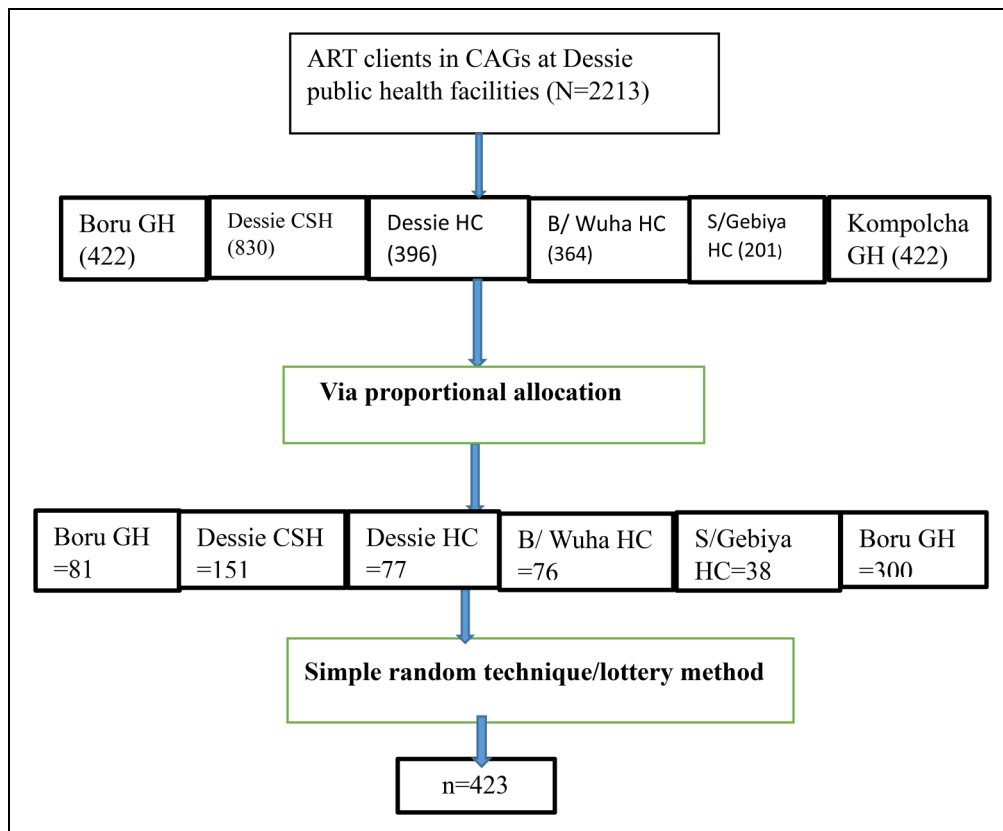 ART clients in CAGs at Dessie
public health facilities (N=2213)
Boru GH
(422)
Dessie CSH
(830)
Dessie HC
(396)
B/ Wuha HC
(364)
S/Gebiya
HC (201)
Kompolcha
GH (422)
Via proportional allocation
Boru GH
=81
Dessie CSH
=151
Dessie HC
=77
B/ Wuha HC
=76
S/Gebiya
HC=38
Boru GH
=300
Simple random technique/lottery method
n=423